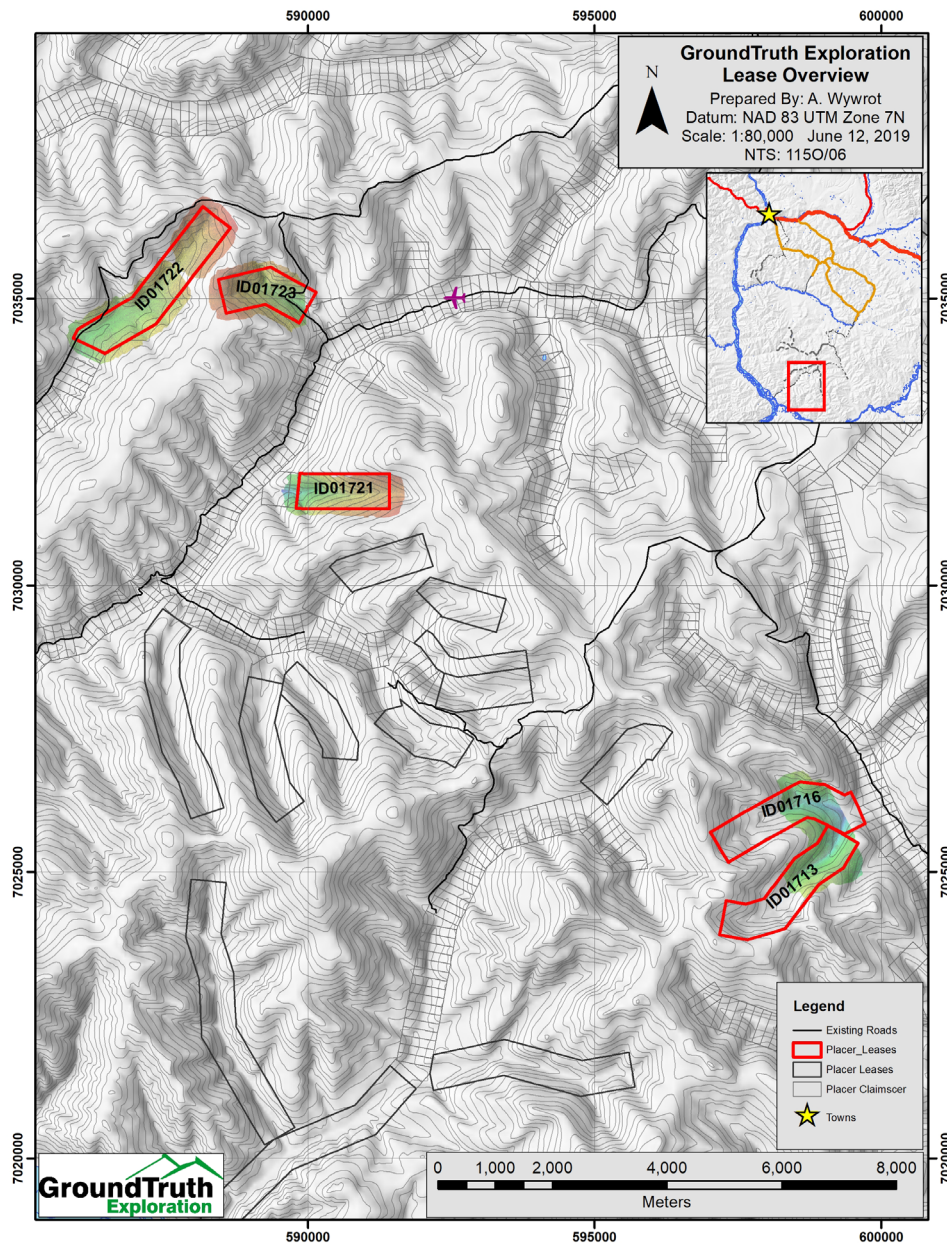 590000
595000
600000
GroundTruth Exploration
Lease Overview
N
Prepared By: A. Wywrot
Datum: NAD 83 UTM Zone 7N
Scale: 1:80,000 June 12, 2019
NTS: 115O/06
ID01722
ID01723
7035000
7035000
ID01721
7030000
7030000
ID01716
7025000
7025000
ID01713
Legend
Existing Roads
Placer_Leases
Placer Leases
Placer Claimscer
Towns
7020000
7020000
GroundTruth
Exploration
0 1,000 2,000 4,000 6,000 8,000
Meters
590000
595000
600000